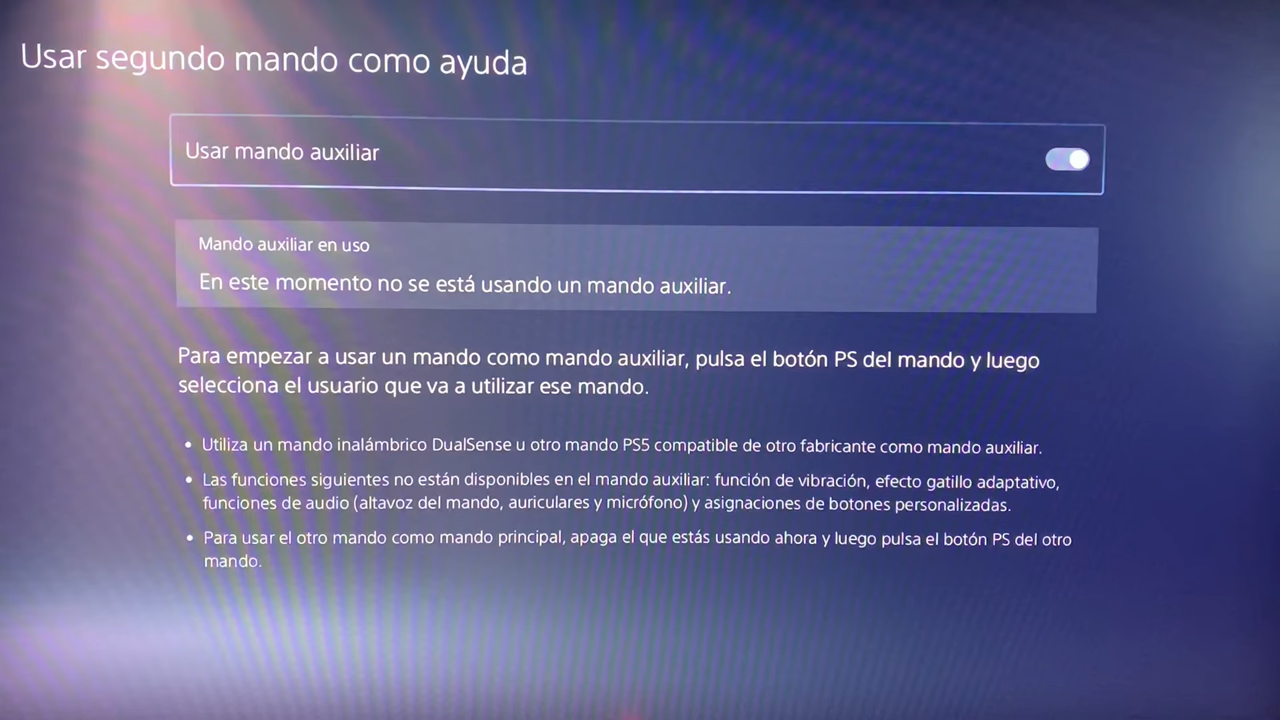 Usar segundo mando como ayuda
Usar mando auxiliar
Mando auxiliar en uso
En este momento no se está usando un mando auxiliar.
Para empezar a usar un mando como mando auxiliar, pulsa el botón PS del mando y luego
selecciona el usuario que va a utilizar ese mando.
• Utiliza un mando inalámbrico DualSense u otro mando PS5 compatible de otro fabricante como mando auxiliar.
• Las funciones siguientes no están disponibles en el mando auxiliar: función de vibración, efecto gatillo adaptativo,
funciones de audio (altavoz del mando, auriculares y micrófono) y asignaciones de botones personalizadas.
• Para usar el otro mando como mando principal, apaga el que estás usando ahora y luego pulsa el botón PS del otro
mando.